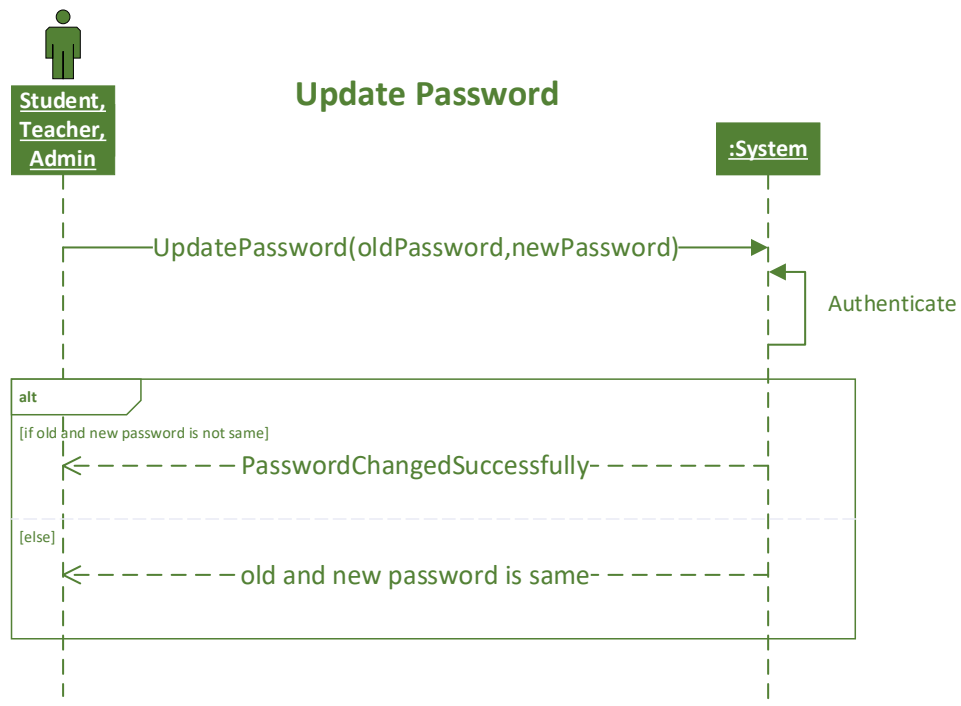 Update Password
Student,
Teacher,
Admin
:System
UpdatePassword(oldPassword,newPassword)
Authenticate
alt
[if old and new password is not same]
PasswordChangedSuccessfully
[else]
old and new password is same